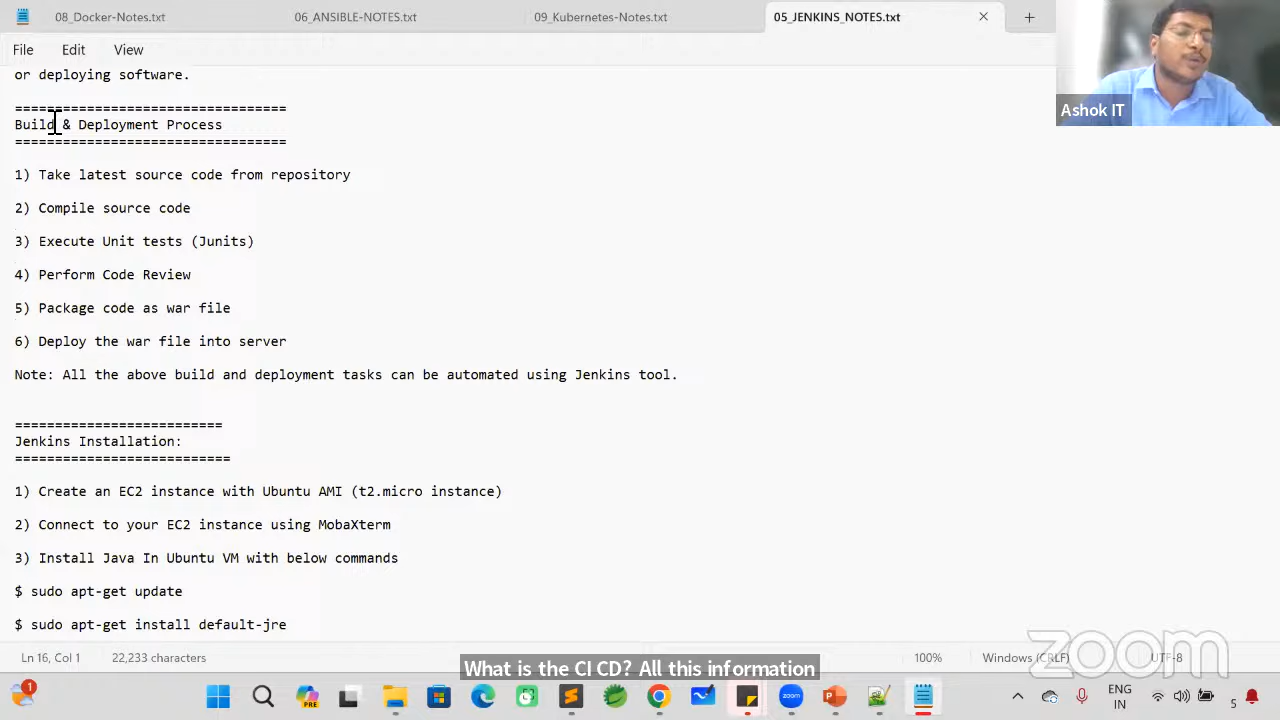 08_Docker-Notes.txt
06_ANSIBLE-NOTES.txt
09_Kubernetes-Notes.txt
05_JENKINS_NOTES.txt
File
Edit
View
Ashok IT
or deploying software.
==================================
Build & Deployment Process
==================================
1) Take latest source code from repository
2) Compile source code
3) Execute Unit tests (Junits)
4) Perform Code Review
5) Package code as war file
6) Deploy the war file into server
Note: All the above build and deployment tasks can be automated using Jenkins tool.
==========================
Jenkins Installation:
===========================
1) Create an EC2 instance with Ubuntu AMI (t2.micro instance)
2) Connect to your EC2 instance using MobaXterm
3) Install Java In Ubuntu VM with below commands
$ sudo apt-get update
$ sudo apt-get install default-jre
zoom
Ln 16, Col 1
22,233 characters
100%
Windows (CRLF)
UTF-8
What is the CI CD? All this information
1
PRE
zoom
ENG
IN
5